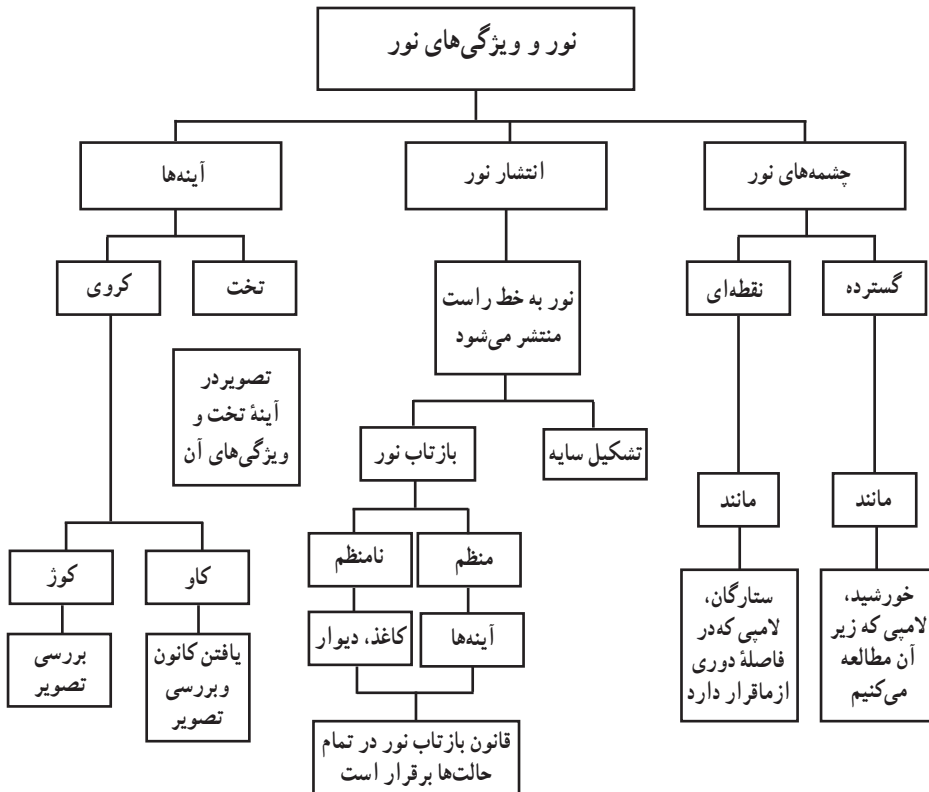 نور و ویژگی‌های نور
چشمه‌های نور
انتشار نور
آینه‌ها
گسترده
نقطه‌ای
نور به خط راست
منتشر می‌شود
تخت
کروی
تصویردر
آینهٔ تخت و
ویژگی‌های آن
تشکیل سایه
بازتاب نور
مانند
مانند
منظم
نامنظم
کاو
کوژ
خورشید،
لامپی که زیر
آن مطالعه
می‌کنیم
ستارگان،
لامپی که‌در
فاصلهٔ دوری
ازماقرار دارد
آینه‌ها
کاغذ، دیوار
یافتن کانون
وبررسی
تصویر
بررسی
تصویر
قانون بازتاب نور در تمام
حالت‌ها برقرار است